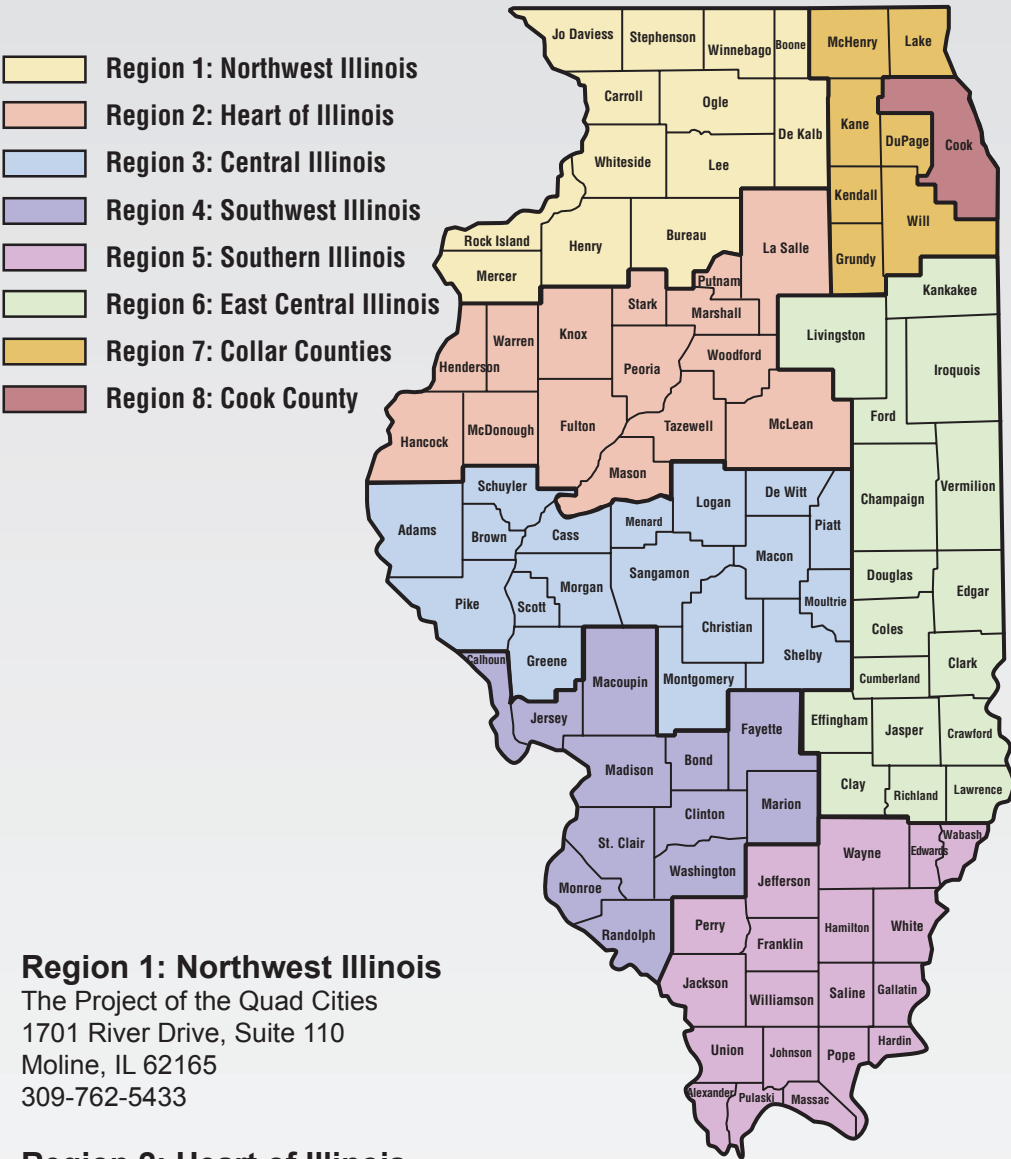 Region 1: Northwest Illinois
Region 2: Heart of Illinois
Region 3: Central Illinois
Region 4: Southwest Illinois
Region 5: Southern Illinois
Region 6: East Central Illinois
Region 7: Collar Counties
Region 8: Cook County
Jo Daviess
Stephenson
Winnebago
Boone
McHenry
Lake
Carroll
Ogle
De Kalb
Kane
DuPage
Cook
Whiteside
Lee
Kendall
Will
Rock Island
Henry
Bureau
La Salle
Grundy
Mercer
Putnam
Kankakee
Stark
Marshall
Livingston
Warren
Knox
Henderson
Peoria
Woodford
Iroquois
Hancock
McDonough
Fulton
Tazewell
McLean
Ford
Mason
Schuyler
Logan
De Witt
Champaign
Vermilion
Adams
Brown
Cass
Menard
Piatt
Macon
Sangamon
Douglas
Edgar
Pike
Scott
Morgan
Moultrie
Christian
Coles
Calhoun
Greene
Shelby
Clark
Macoupin
Montgomery
Cumberland
Jersey
Fayette
Effingham
Jasper
Crawford
Madison
Bond
Clay
Richland
Lawrence
Marion
Clinton
St. Clair
Washington
Wayne
Edwards
Wabash
Monroe
Jefferson
Randolph
Perry
Franklin
Hamilton
White
Jackson
Williamson
Saline
Gallatin
Union
Johnson
Pope
Hardin
Alexander
Pulaski
Massac
Region 1: Northwest Illinois
The Project of the Quad Cities
1701 River Drive, Suite 110
Moline, IL 62165
309-762-5433
Region 2: Heart of Illinois